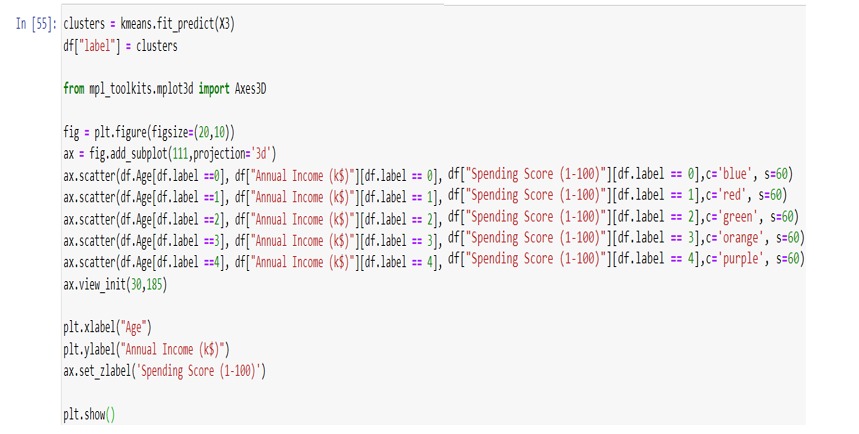 In [55]: clusters = kmeans.fit_predict(X3)
df["label"] = clusters
from mpl_toolkits.mplot3d import Axes3D
fig = plt.figure(figsize=(20,10))
ax = fig.add_subplot(111,projection='3d')
ax.scatter(df.Age[df.label ==0], df["Annual Income (k$)"][df.label == 0], df["Spending Score (1-100)"][df.label == 0],c='blue', s=60)
ax.scatter(df.Age[df.label ==1], df["Annual Income (k$)"][df.label == 1], df["Spending Score (1-100)"][df.label == 1],c='red', s=60)
ax.scatter(df.Age[df.label ==2], df["Annual Income (k$)"][df.label == 2], df["Spending Score (1-100)"][df.label == 2],c='green', s=60)
ax.scatter(df.Age[df.label ==3], df["Annual Income (k$)"][df.label == 3], df["Spending Score (1-100)"][df.label == 3],c='orange', s=60)
ax.scatter(df.Age[df.label ==4], df["Annual Income (k$)"][df.label == 4], df["Spending Score (1-100)"][df.label == 4],c='purple', s=60)
ax.view_init(30,185)
plt.xlabel("Age")
plt.ylabel("Annual Income (k$)")
ax.set_zlabel('Spending Score (1-100)')
plt.show()